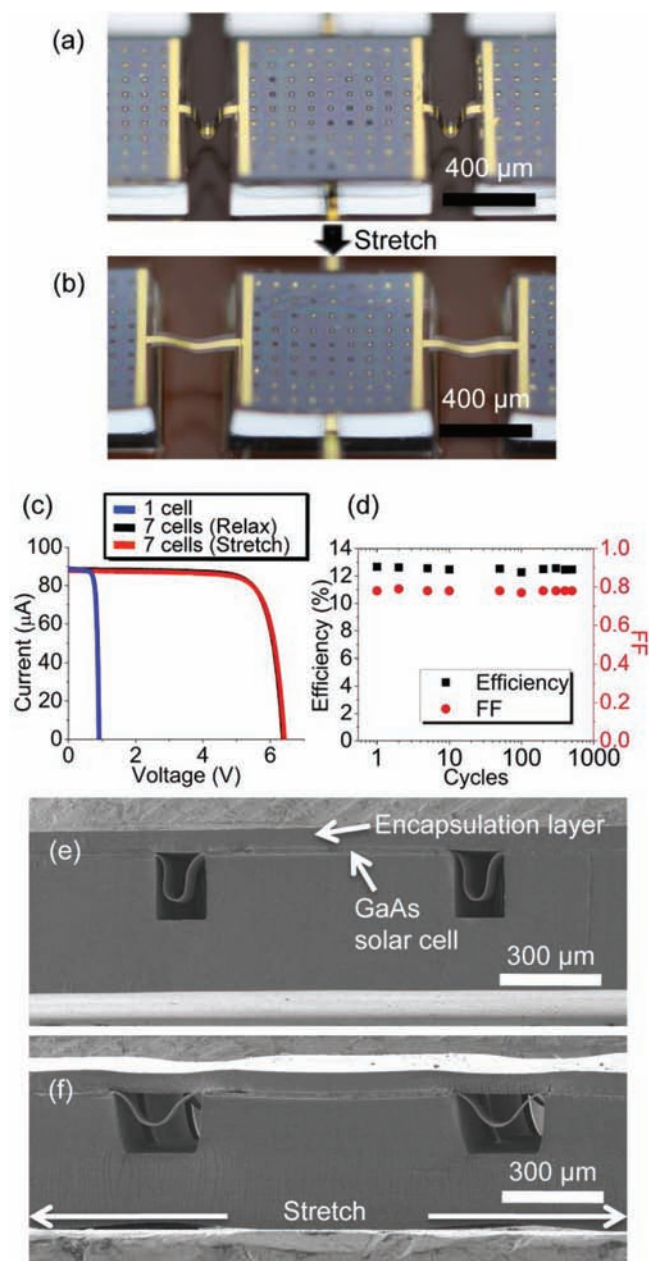 (a)
400 µm
Stretch
(b)
400 µm
(c)
1 cell
7 cells (Relax)
7 cells (Stretch)
100
80
60
40
20
0
0 2 4 6
Current (µA)
Voltage (V)
(d)
14
12
10
8
6
4
2
0
1.0
0.8
0.6
0.4
0.2
0.0
1 10 100 1000
Efficiency (%)
FF
Efficiency
FF
Cycles
(e)
Encapsulation layer
GaAs
solar cell
300 µm
(f)
300 µm
Stretch